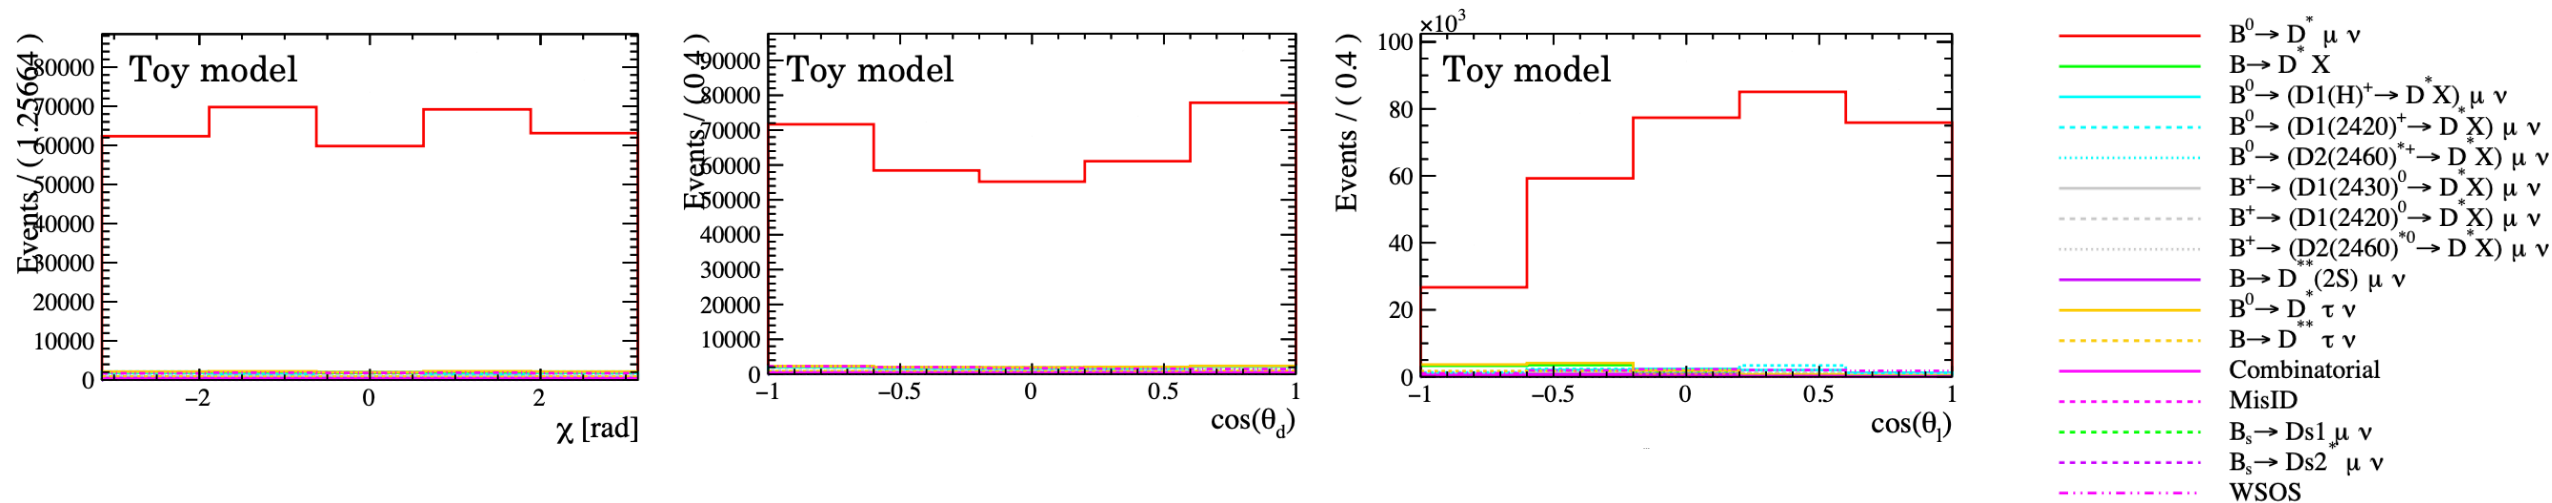 Toy model
Events / ( 1.25664 )
80000
70000
60000
50000
40000
30000
20000
10000
0
−2 0 2
χ [rad]
Toy model
Events / ( 0.4 )
90000
80000
70000
60000
50000
40000
30000
20000
10000
0
−1 −0.5 0 0.5 1
cos(θd)
×10³
Toy model
Events / ( 0.4 )
100
80
60
40
20
0
−1 −0.5 0 0.5 1
cos(θl)
B⁰→ D* μ ν
B→ D* X
B⁰→ (D1(H)⁺→ D*X) μ ν
B⁰→ (D1(2420)⁺→ D*X) μ ν
B⁰→ (D2(2460)*⁺→ D*X) μ ν
B⁺→ (D1(2430)⁰→ D*X) μ ν
B⁺→ (D1(2420)⁰→ D*X) μ ν
B⁺→ (D2(2460)*⁰→ D*X) μ ν
B→ D**(2S) μ ν
B⁰→ D* τ ν
B→ D** τ ν
Combinatorial
MisID
Bs→ Ds1 μ ν
Bs→ Ds2* μ ν
WSOS